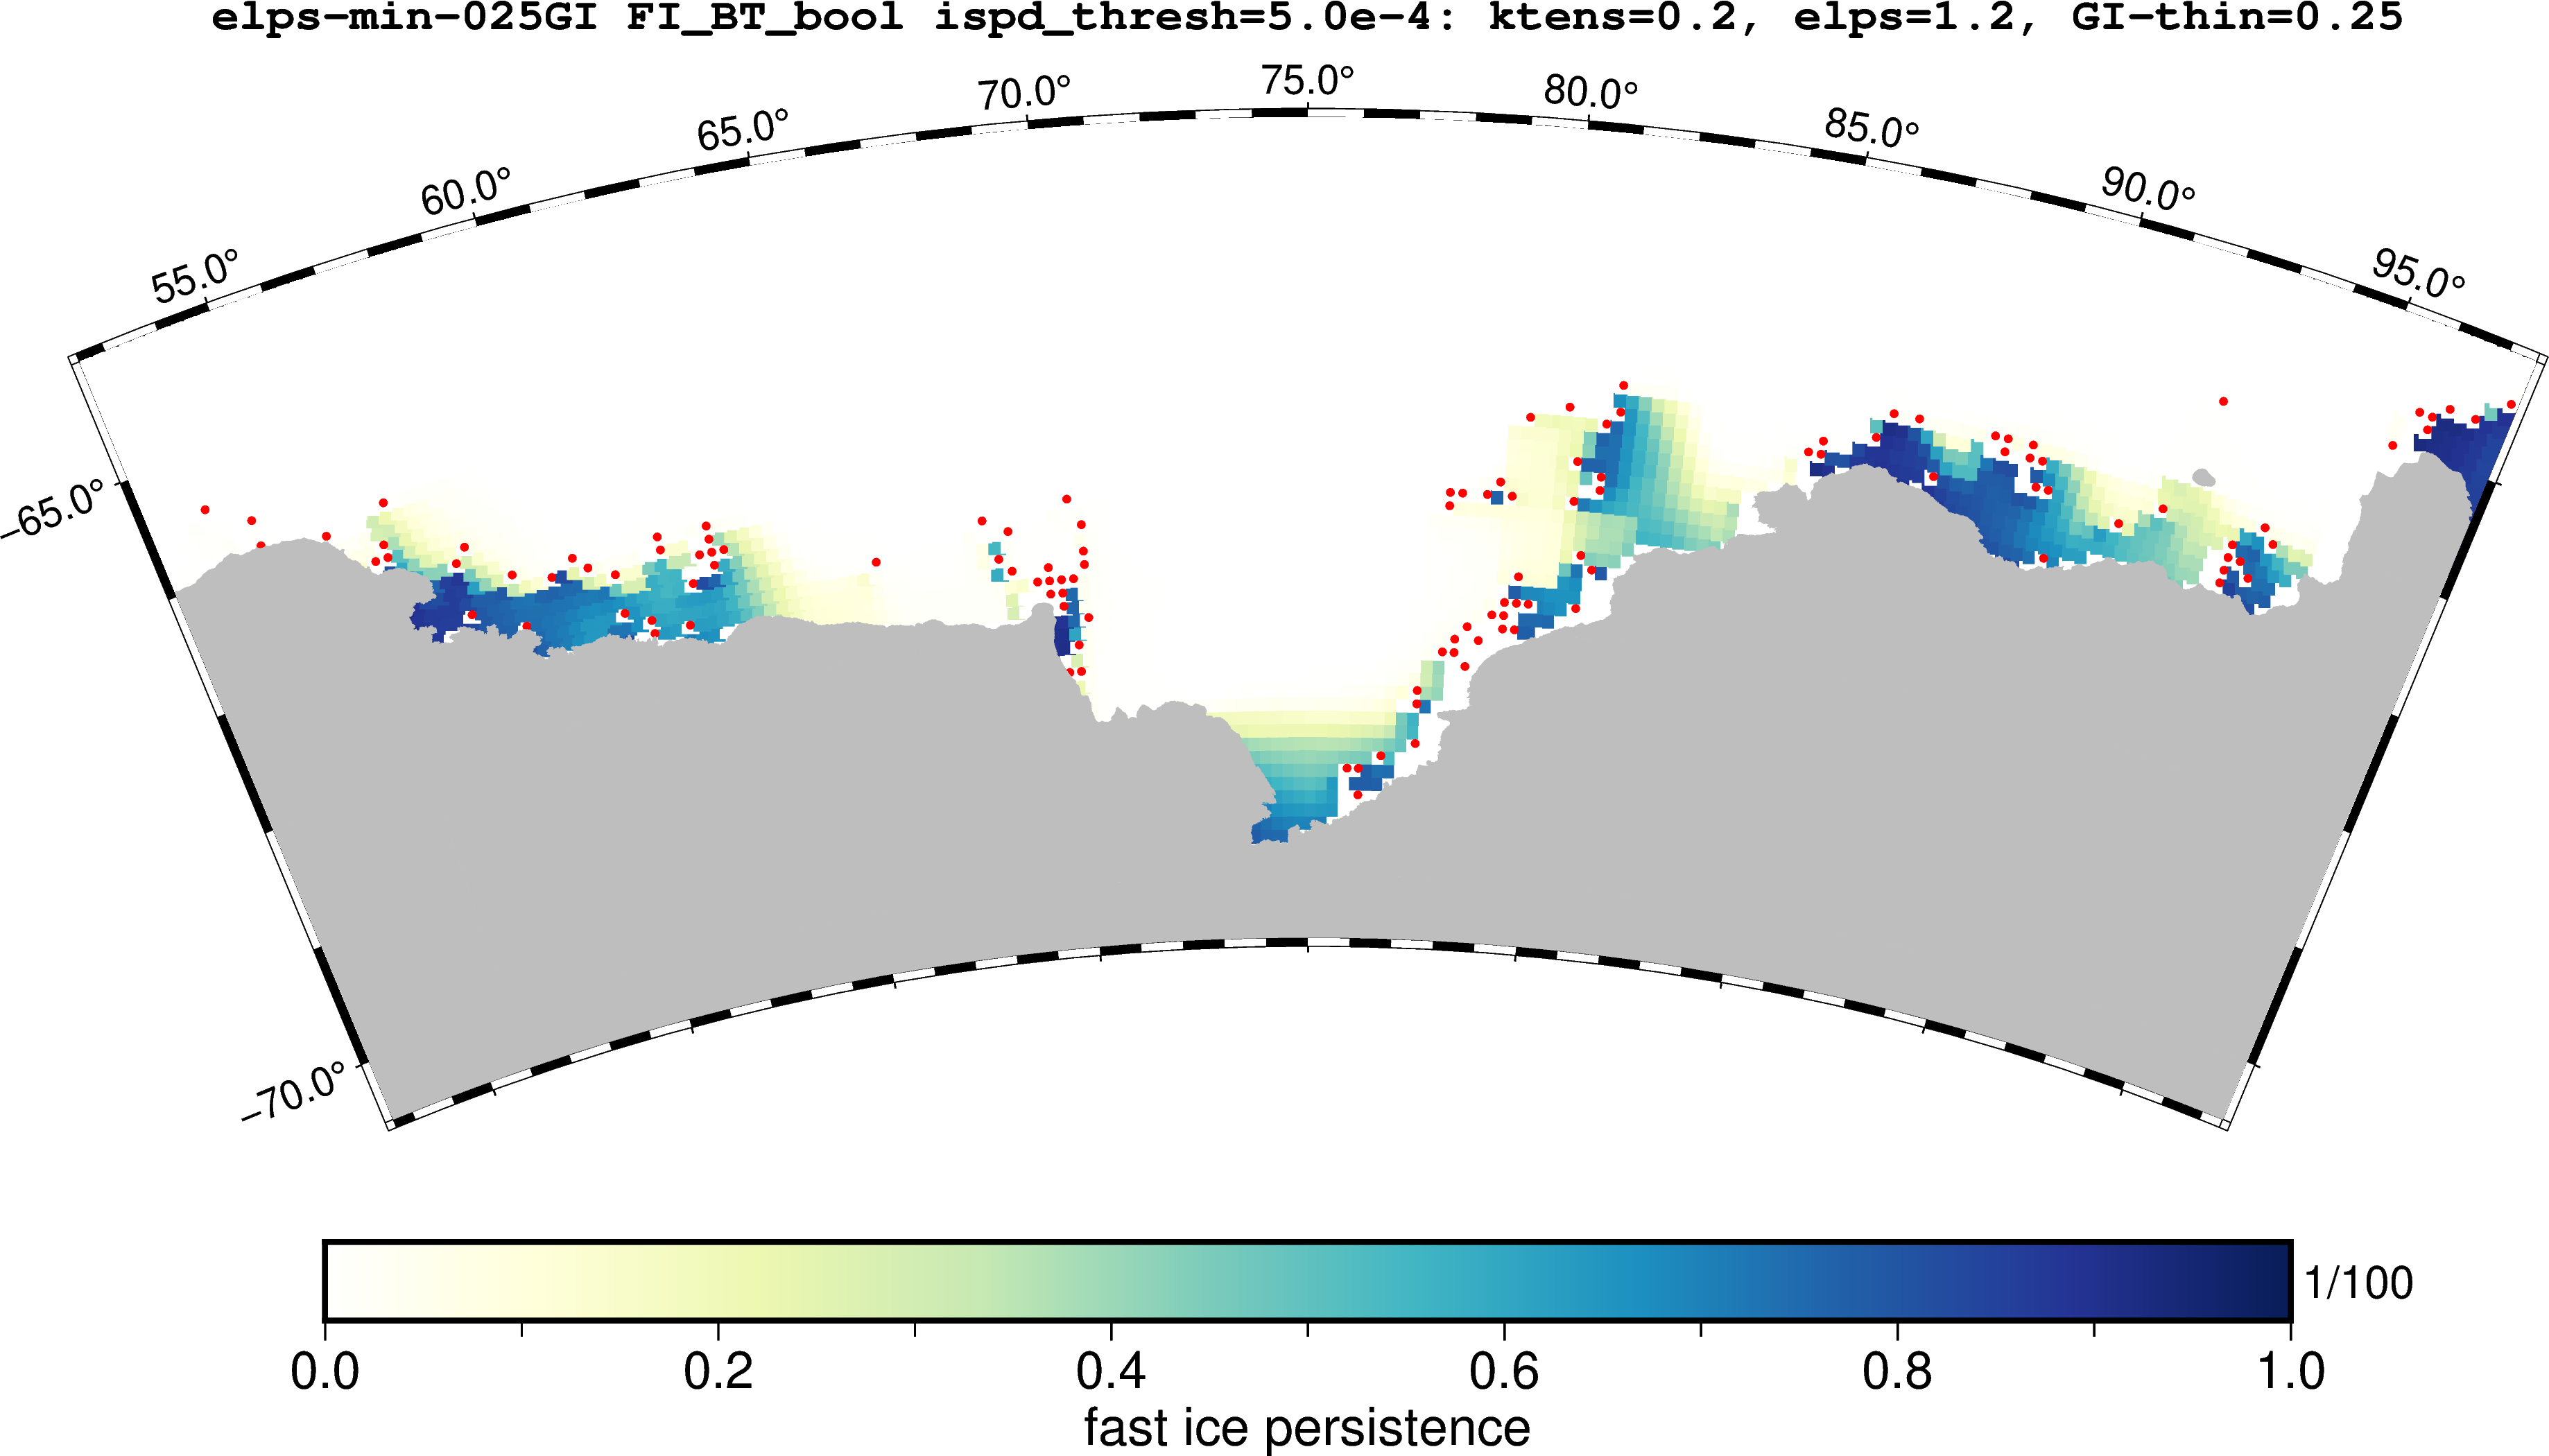 elps-min-025GI FI_BT_bool ispd_thresh=5.0e-4: ktens=0.2, elps=1.2, GI-thin=0.25
55.0° 60.0° 65.0° 70.0° 75.0° 80.0° 85.0° 90.0° 95.0°
-65.0°
-70.0°
1/100
0.0 0.2 0.4 0.6 0.8 1.0
fast ice persistence